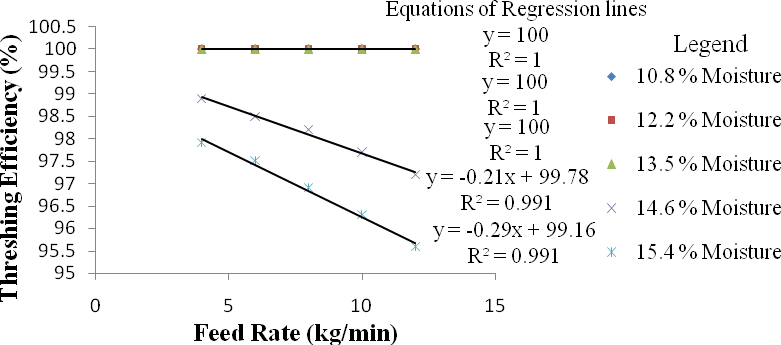 Equations of Regression lines
y = 100
R² = 1
y = 100
R² = 1
y = 100
R² = 1
y = -0.21x + 99.78
R² = 0.991
y = -0.29x + 99.16
R² = 0.991
Legend
10.8 % Moisture
12.2 % Moisture
13.5 % Moisture
14.6 % Moisture
15.4 % Moisture
Threshing Efficiency (%)
100.5
100
99.5
99
98.5
98
97.5
97
96.5
96
95.5
95
0 5 10 15
Feed Rate (kg/min)